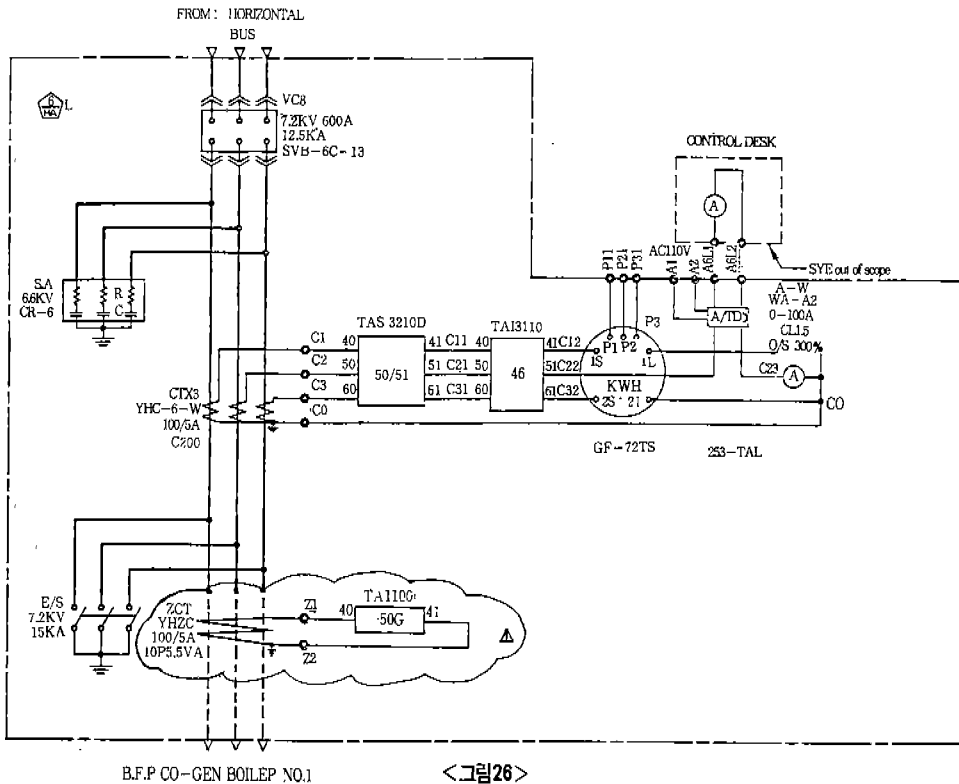 FROM: HORIZONTAL
BUS
6
HA
L
VC8
7.2KV 600A
12.5KA
SVB-6C-13
CONTROL DESK
A
S.A
6.6KV
CR-6
R
C
P11
P21
P31
AC110V
A1
A2
A6L1
SYE out of scope
A-W
WA-A2
0-100A
CL1.5
O/S 300%
A/TD
P3
TAS 3210D
TAI3110
C1
40
41
C11
40
41
C12
C2
50
51
C21
50
51
C22
C3
60
61
C31
60
61
C32
C0
50/51
46
P1
P2
1S
1L
KWH
2S
21
C23
A
CO
CTX3
YHC-6-W
100/5A
C200
GF-72TS
253-TAL
E/S
7.2KV
15KA
ZCT
YHZC
100/5A
10P5.5VA
Z1
40
50G
41
Z2
B.F.P CO-GEN BOILEP NO.1
<그림26>